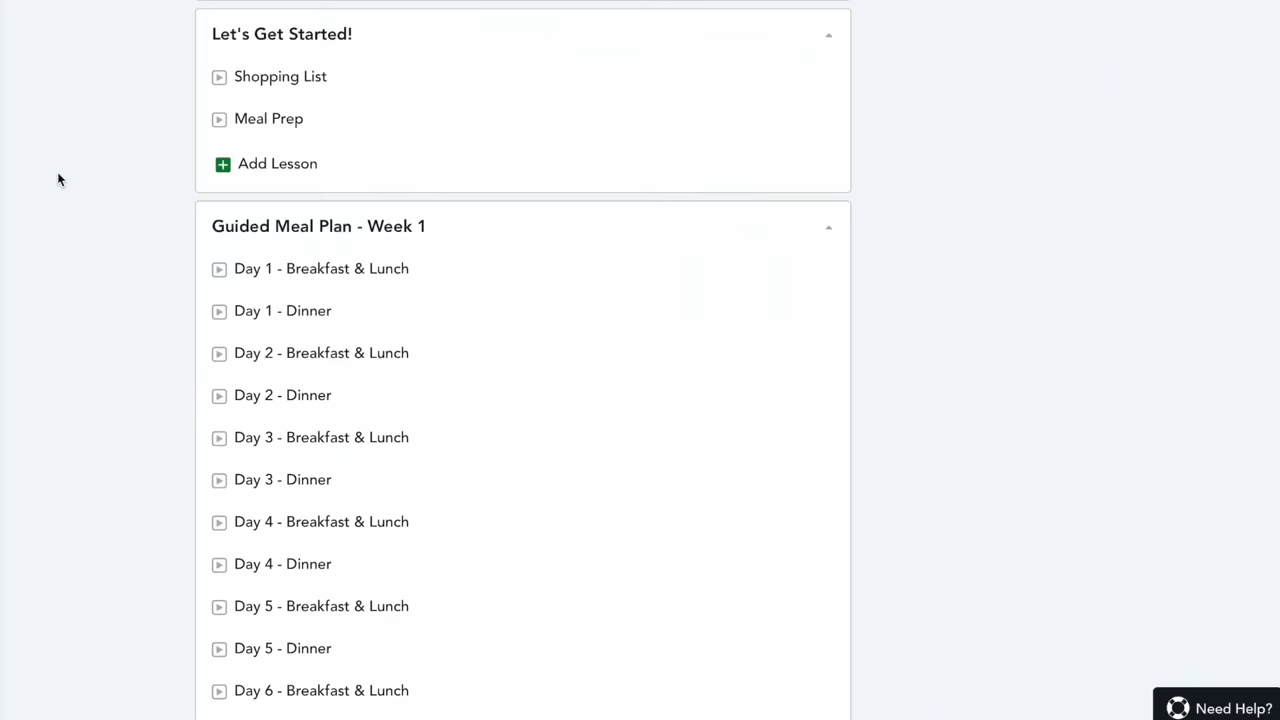 Let's Get Started!
Shopping List
Meal Prep
Add Lesson
Guided Meal Plan - Week 1
Day 1 - Breakfast & Lunch
Day 1 - Dinner
Day 2 - Breakfast & Lunch
Day 2 - Dinner
Day 3 - Breakfast & Lunch
Day 3 - Dinner
Day 4 - Breakfast & Lunch
Day 4 - Dinner
Day 5 - Breakfast & Lunch
Day 5 - Dinner
Day 6 - Breakfast & Lunch
Need Help?